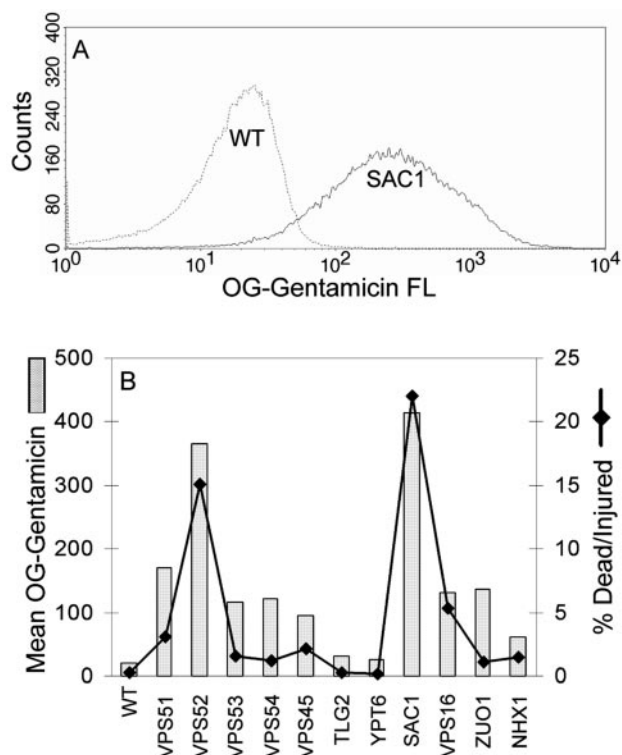 A
Counts
400
320
240
160
80
0
WT
SAC1
10^0 10^1 10^2 10^3 10^4
OG-Gentamicin FL
B
Mean OG-Gentamicin
500
400
300
200
100
0
25
20
15
10
5
0
% Dead/Injured
WT
VPS51
VPS52
VPS53
VPS54
VPS45
TLG2
YPT6
SAC1
VPS16
ZUO1
NHX1